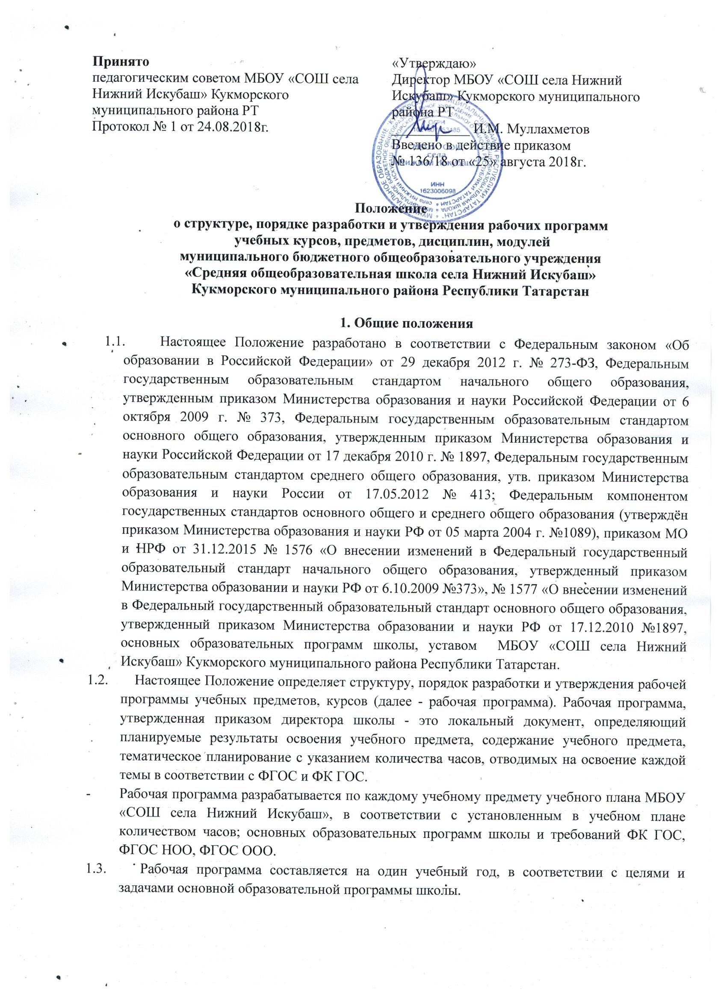 Принято
педагогическим советом МБОУ «СОШ села
Нижний Искубаш» Кукморского
муниципального района РТ
Протокол № 1 от 24.08.2018г.
«Утверждаю»
Директор МБОУ «СОШ села Нижний
Искубаш» Кукморского муниципального
района РТ
И.М. Муллахметов
Введено в действие приказом
№ 136/18 от «25» августа 2018г.
ОГРН
МБОУ "СОШ
села
Нижний Искубаш"
ИНН
1623006098
Положение
о структуре, порядке разработки и утверждения рабочих программ
учебных курсов, предметов, дисциплин, модулей
муниципального бюджетного общеобразовательного учреждения
«Средняя общеобразовательная школа села Нижний Искубаш»
Кукморского муниципального района Республики Татарстан
1. Общие положения
1.1. Настоящее Положение разработано в соответствии с Федеральным законом «Об
образовании в Российской Федерации» от 29 декабря 2012 г. № 273-ФЗ, Федеральным
государственным образовательным стандартом начального общего образования,
утвержденным приказом Министерства образования и науки Российской Федерации от 6
октября 2009 г. № 373, Федеральным государственным образовательным стандартом
основного общего образования, утвержденным приказом Министерства образования и
науки Российской Федерации от 17 декабря 2010 г. № 1897, Федеральным государственным
образовательным стандартом среднего общего образования, утв. приказом Министерства
образования и науки России от 17.05.2012 № 413; Федеральным компонентом
государственных стандартов основного общего и среднего общего образования (утверждён
приказом Министерства образования и науки РФ от 05 марта 2004 г. №1089), приказом МО
и НРФ от 31.12.2015 № 1576 «О внесении изменений в Федеральный государственный
образовательный стандарт начального общего образования, утвержденный приказом
Министерства образовании и науки РФ от 6.10.2009 №373», № 1577 «О внесении изменений
в Федеральный государственный образовательный стандарт основного общего образования,
утвержденный приказом Министерства образовании и науки РФ от 17.12.2010 №1897,
основных образовательных программ школы, уставом МБОУ «СОШ села Нижний
Искубаш» Кукморского муниципального района Республики Татарстан.
1.2. Настоящее Положение определяет структуру, порядок разработки и утверждения рабочей
программы учебных предметов, курсов (далее - рабочая программа). Рабочая программа,
утвержденная приказом директора школы - это локальный документ, определяющий
планируемые результаты освоения учебного предмета, содержание учебного предмета,
тематическое планирование с указанием количества часов, отводимых на освоение каждой
темы в соответствии с ФГОС и ФК ГОС.
- Рабочая программа разрабатывается по каждому учебному предмету учебного плана МБОУ
«СОШ села Нижний Искубаш», в соответствии с установленным в учебном плане
количеством часов; основных образовательных программ школы и требований ФК ГОС,
ФГОС НОО, ФГОС ООО.
1.3. Рабочая программа составляется на один учебный год, в соответствии с целями и
задачами основной образовательной программы школы.